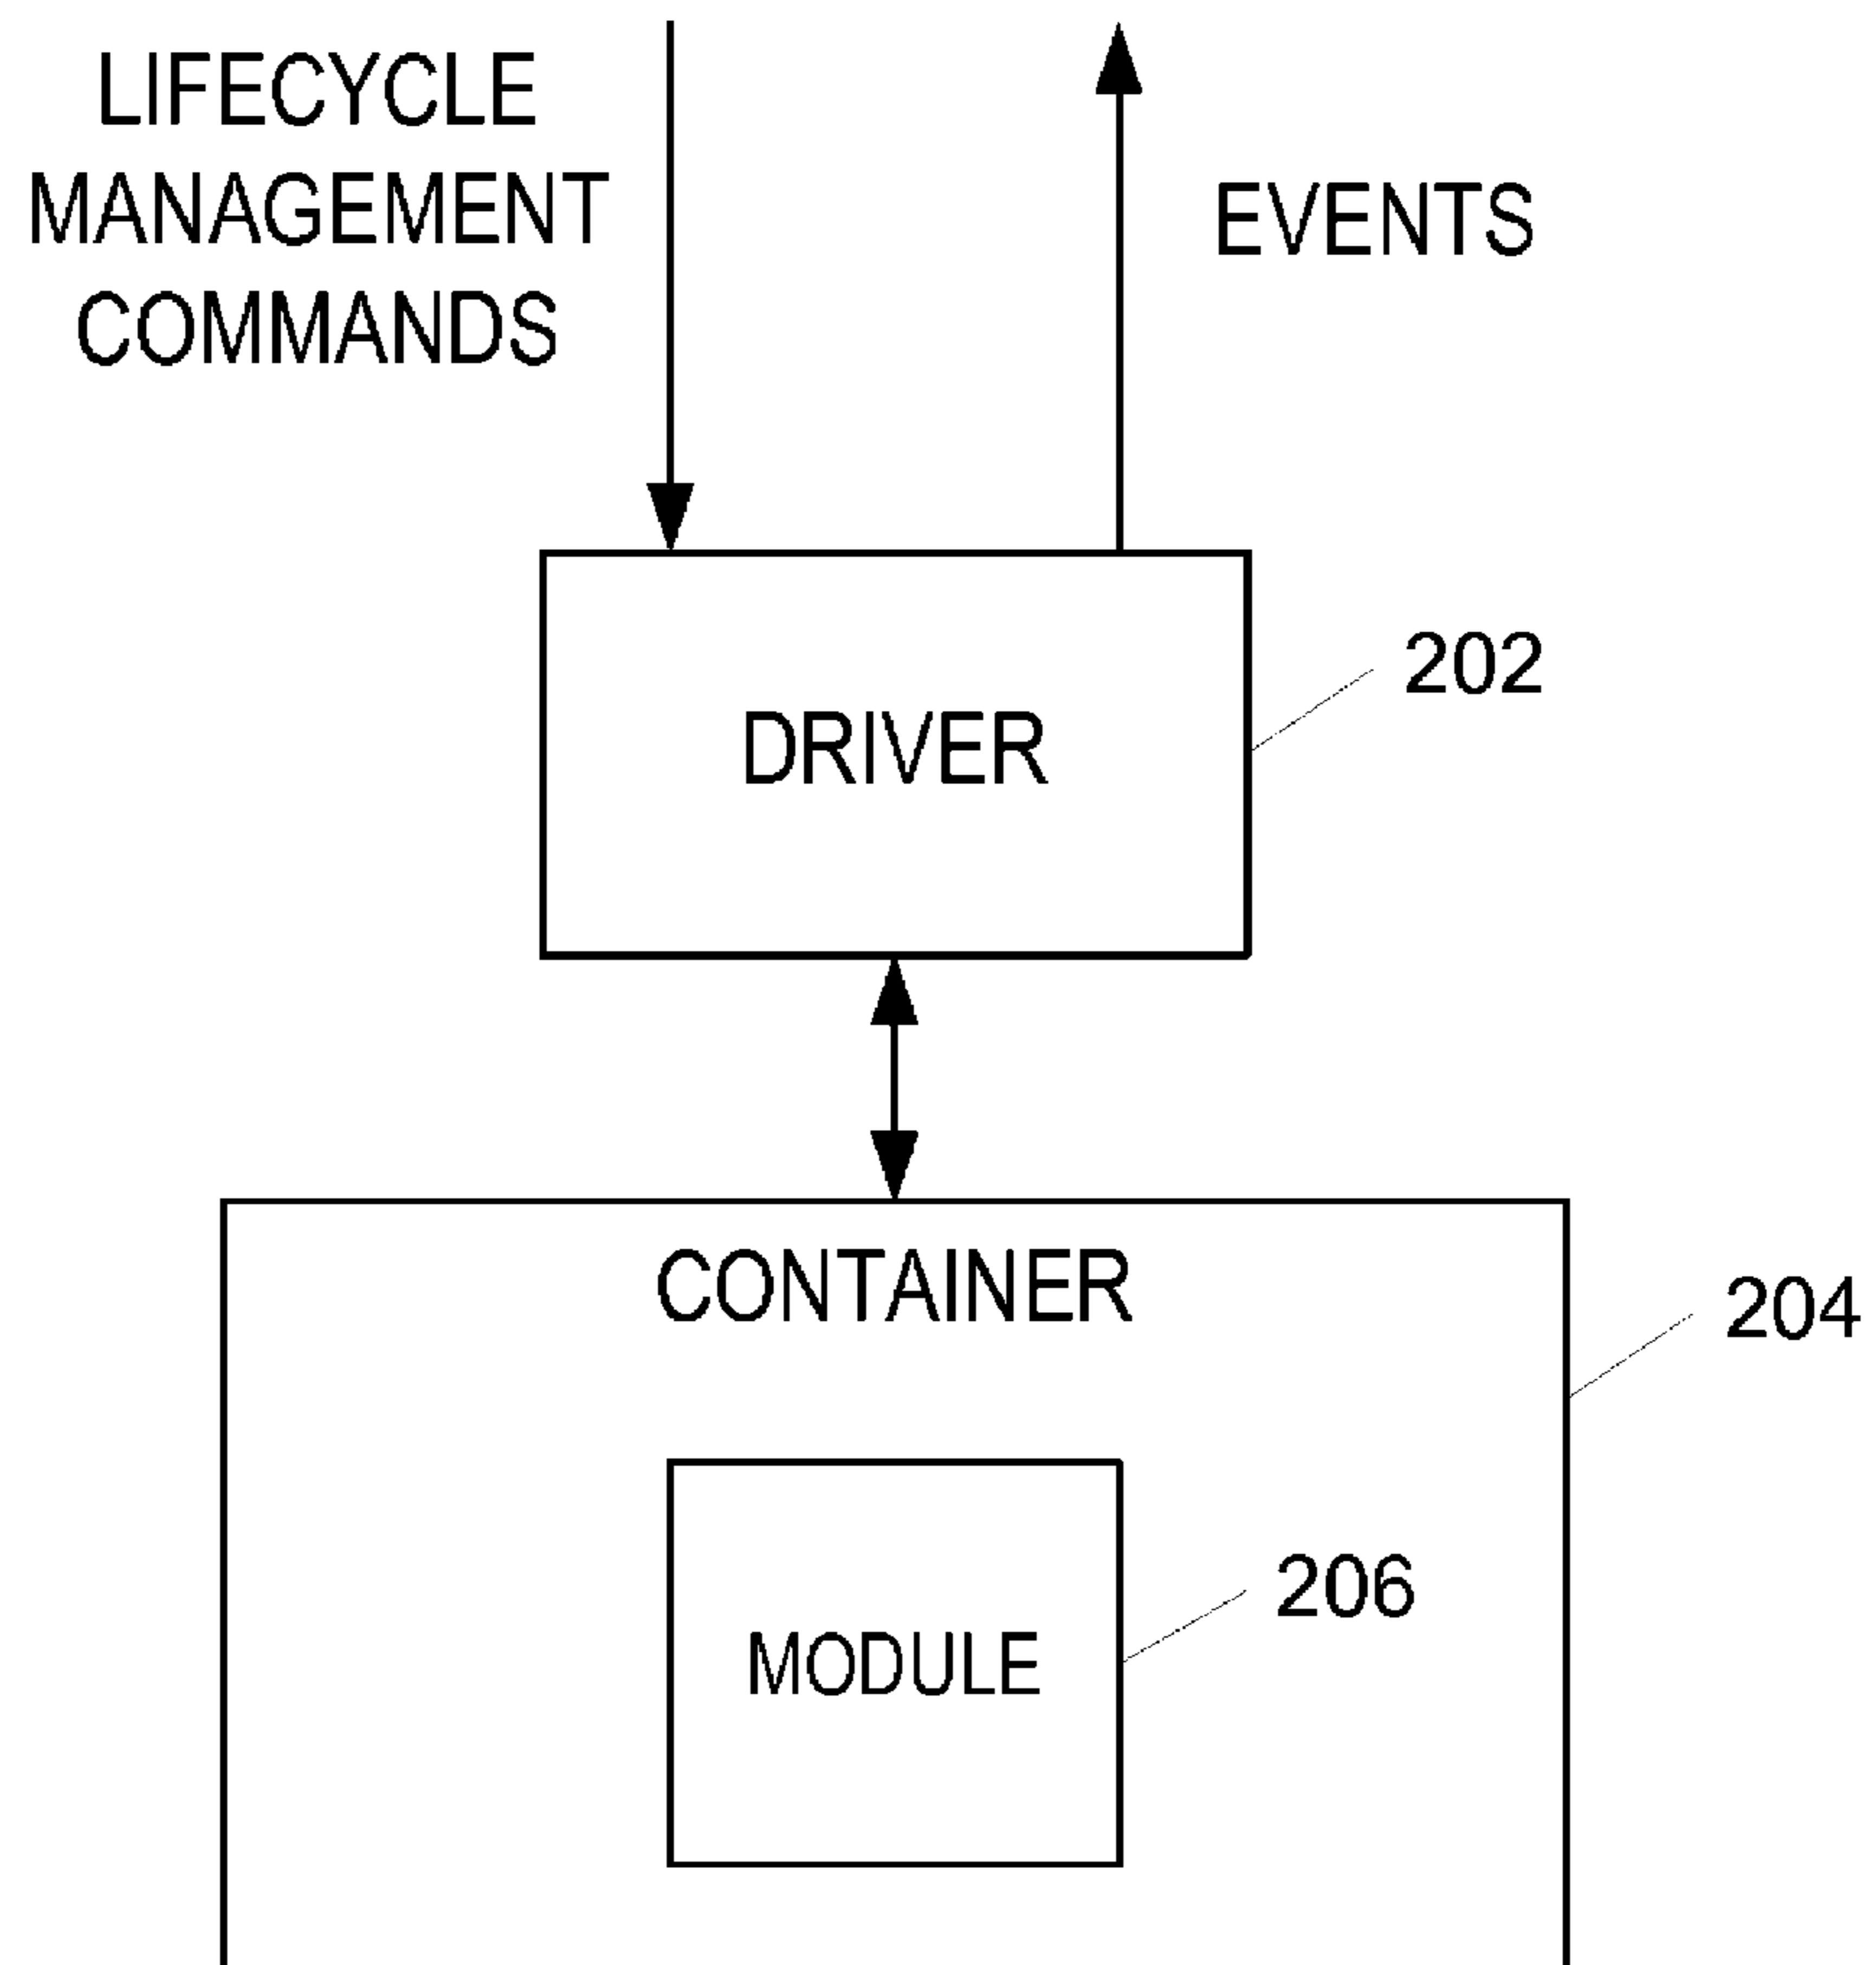 LIFECYCLE
MANAGEMENT
COMMANDS
EVENTS
202
DRIVER
CONTAINER
204
206
MODULE